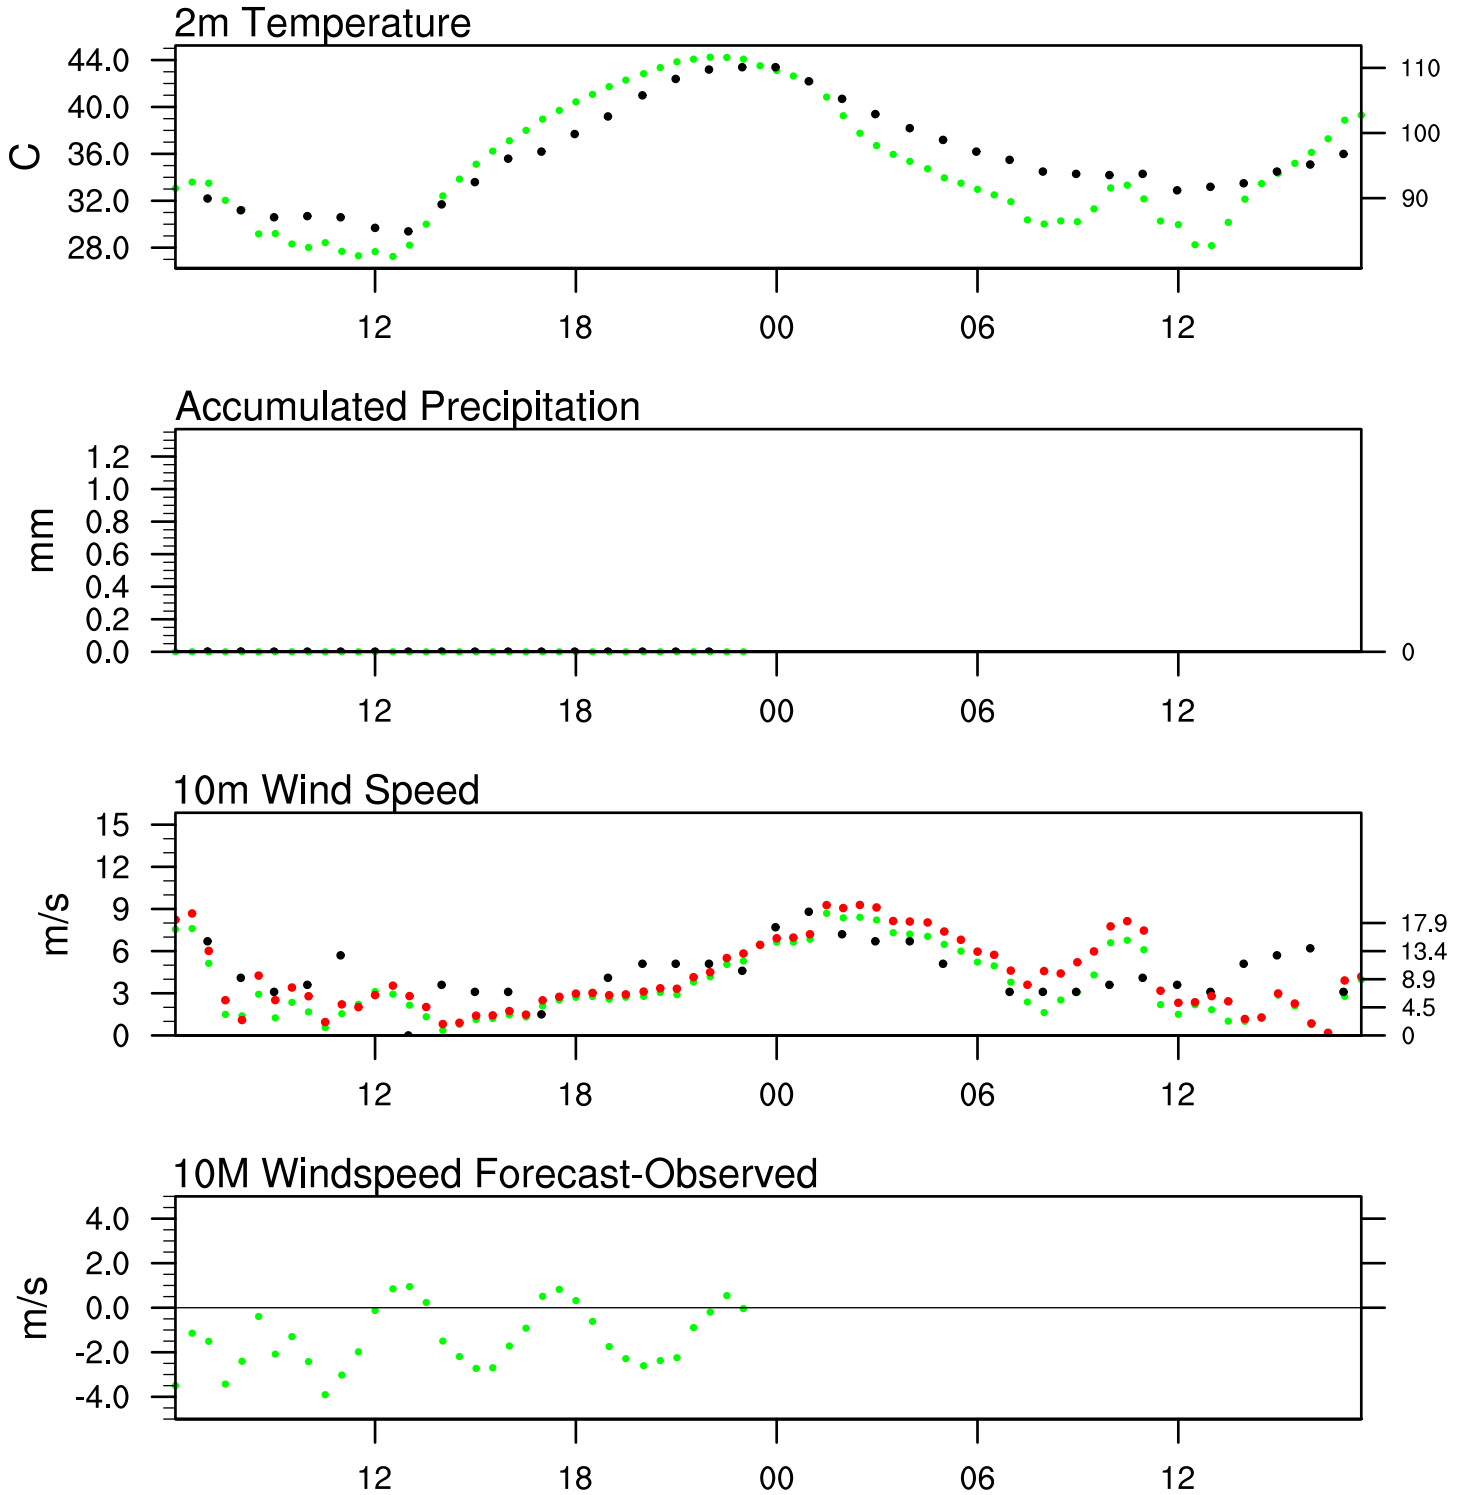 2m Temperature
44.0
40.0
36.0
32.0
28.0
C
110
100
90
12 18 00 06 12
Accumulated Precipitation
1.2
1.0
0.8
0.6
0.4
0.2
0.0
mm
0
12 18 00 06 12
10m Wind Speed
15
12
9
6
3
0
m/s
17.9
13.4
8.9
4.5
0
12 18 00 06 12
10M Windspeed Forecast-Observed
4.0
2.0
0.0
-2.0
-4.0
m/s
12 18 00 06 12